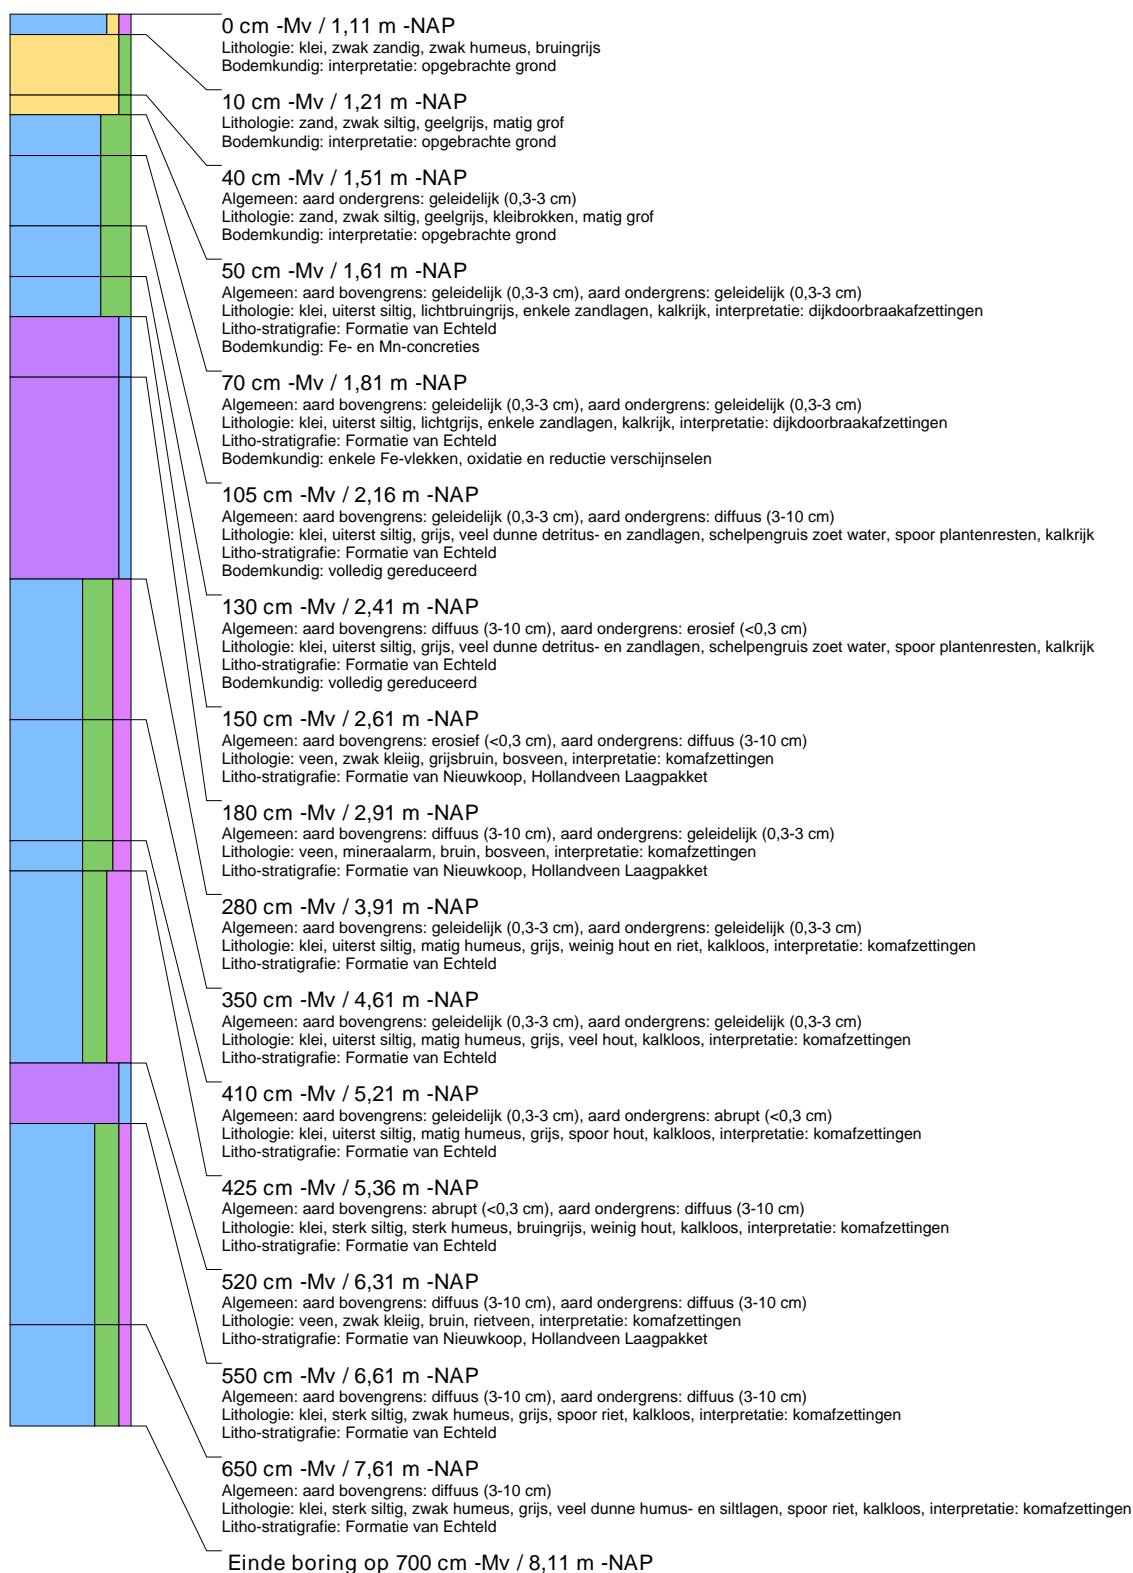 0 cm -Mv / 1,11 m -NAP
Lithologie: klei, zwak zandig, zwak humeus, bruingrijs
Bodemkundig: interpretatie: opgebrachte grond
10 cm -Mv / 1,21 m -NAP
Lithologie: zand, zwak siltig, geelgrijs, matig grof
Bodemkundig: interpretatie: opgebrachte grond
40 cm -Mv / 1,51 m -NAP
Algemeen: aard ondergrens: geleidelijk (0,3-3 cm)
Lithologie: zand, zwak siltig, geelgrijs, kleibrokken, matig grof
Bodemkundig: interpretatie: opgebrachte grond
50 cm -Mv / 1,61 m -NAP
Algemeen: aard bovengrens: geleidelijk (0,3-3 cm), aard ondergrens: geleidelijk (0,3-3 cm)
Lithologie: klei, uiterst siltig, lichtbruingrijs, enkele zandlagen, kalkrijk, interpretatie: dijkdoorbraakafzettingen
Litho-stratigrafie: Formatie van Echteld
Bodemkundig: Fe- en Mn-concreties
70 cm -Mv / 1,81 m -NAP
Algemeen: aard bovengrens: geleidelijk (0,3-3 cm), aard ondergrens: geleidelijk (0,3-3 cm)
Lithologie: klei, uiterst siltig, lichtgrijs, enkele zandlagen, kalkrijk, interpretatie: dijkdoorbraakafzettingen
Litho-stratigrafie: Formatie van Echteld
Bodemkundig: enkele Fe-vlekken, oxidatie en reductie verschijnselen
105 cm -Mv / 2,16 m -NAP
Algemeen: aard bovengrens: geleidelijk (0,3-3 cm), aard ondergrens: diffuus (3-10 cm)
Lithologie: klei, uiterst siltig, grijs, veel dunne detritus- en zandlagen, schelpengruis zoet water, spoor plantenresten, kalkrijk
Litho-stratigrafie: Formatie van Echteld
Bodemkundig: volledig gereduceerd
130 cm -Mv / 2,41 m -NAP
Algemeen: aard bovengrens: diffuus (3-10 cm), aard ondergrens: erosief (<0,3 cm)
Lithologie: klei, uiterst siltig, grijs, veel dunne detritus- en zandlagen, schelpengruis zoet water, spoor plantenresten, kalkrijk
Litho-stratigrafie: Formatie van Echteld
Bodemkundig: volledig gereduceerd
150 cm -Mv / 2,61 m -NAP
Algemeen: aard bovengrens: erosief (<0,3 cm), aard ondergrens: diffuus (3-10 cm)
Lithologie: veen, zwak kleiig, grijsbruin, bosveen, interpretatie: komafzettingen
Litho-stratigrafie: Formatie van Nieuwkoop, Hollandveen Laagpakket
180 cm -Mv / 2,91 m -NAP
Algemeen: aard bovengrens: diffuus (3-10 cm), aard ondergrens: geleidelijk (0,3-3 cm)
Lithologie: veen, mineraalarm, bruin, bosveen, interpretatie: komafzettingen
Litho-stratigrafie: Formatie van Nieuwkoop, Hollandveen Laagpakket
280 cm -Mv / 3,91 m -NAP
Algemeen: aard bovengrens: geleidelijk (0,3-3 cm), aard ondergrens: geleidelijk (0,3-3 cm)
Lithologie: klei, uiterst siltig, matig humeus, grijs, weinig hout en riet, kalkloos, interpretatie: komafzettingen
Litho-stratigrafie: Formatie van Echteld
350 cm -Mv / 4,61 m -NAP
Algemeen: aard bovengrens: geleidelijk (0,3-3 cm), aard ondergrens: geleidelijk (0,3-3 cm)
Lithologie: klei, uiterst siltig, matig humeus, grijs, veel hout, kalkloos, interpretatie: komafzettingen
Litho-stratigrafie: Formatie van Echteld
410 cm -Mv / 5,21 m -NAP
Algemeen: aard bovengrens: geleidelijk (0,3-3 cm), aard ondergrens: abrupt (<0,3 cm)
Lithologie: klei, uiterst siltig, matig humeus, grijs, spoor hout, kalkloos, interpretatie: komafzettingen
Litho-stratigrafie: Formatie van Echteld
425 cm -Mv / 5,36 m -NAP
Algemeen: aard bovengrens: abrupt (<0,3 cm), aard ondergrens: diffuus (3-10 cm)
Lithologie: klei, sterk siltig, sterk humeus, bruingrijs, weinig hout, kalkloos, interpretatie: komafzettingen
Litho-stratigrafie: Formatie van Echteld
520 cm -Mv / 6,31 m -NAP
Algemeen: aard bovengrens: diffuus (3-10 cm), aard ondergrens: diffuus (3-10 cm)
Lithologie: veen, zwak kleiig, bruin, rietveen, interpretatie: komafzettingen
Litho-stratigrafie: Formatie van Nieuwkoop, Hollandveen Laagpakket
550 cm -Mv / 6,61 m -NAP
Algemeen: aard bovengrens: diffuus (3-10 cm), aard ondergrens: diffuus (3-10 cm)
Lithologie: klei, sterk siltig, zwak humeus, grijs, spoor riet, kalkloos, interpretatie: komafzettingen
Litho-stratigrafie: Formatie van Echteld
650 cm -Mv / 7,61 m -NAP
Algemeen: aard bovengrens: diffuus (3-10 cm)
Lithologie: klei, sterk siltig, zwak humeus, grijs, veel dunne humus- en siltlagen, spoor riet, kalkloos, interpretatie: komafzettingen
Litho-stratigrafie: Formatie van Echteld
Einde boring op 700 cm -Mv / 8,11 m -NAP